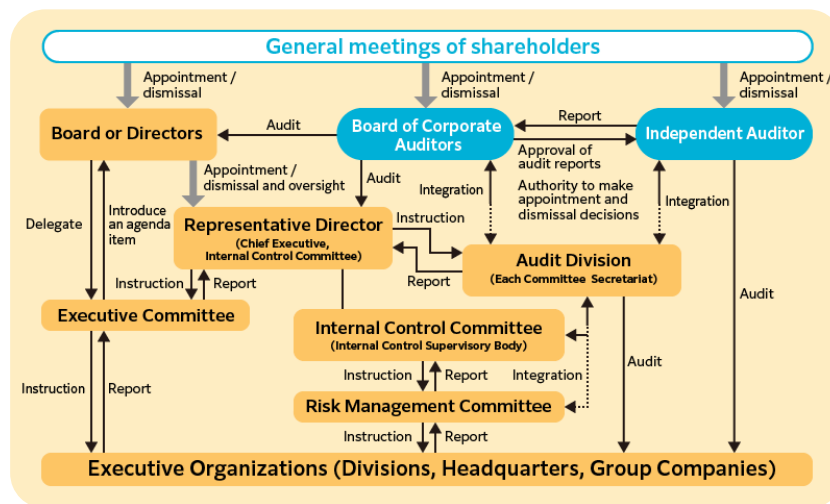 General meetings of shareholders
Appointment /
dismissal
Appointment /
dismissal
Appointment /
dismissal
Board or Directors
Audit
Board of Corporate
Auditors
Report
Independent Auditor
Approval of
audit reports
Authority to make
appointment and
dismissal decisions
Appointment /
dismissal and oversight
Audit
Integration
Integration
Delegate
Introduce
an agenda
item
Representative Director
(Chief Executive,
Internal Control Committee)
Instruction
Report
Audit Division
(Each Committee Secretariat)
Instruction
Report
Executive Committee
Internal Control Committee
(Internal Control Supervisory Body)
Audit
Audit
Instruction
Report
Integration
Instruction
Report
Risk Management Committee
Instruction
Report
Executive Organizations (Divisions, Headquarters, Group Companies)